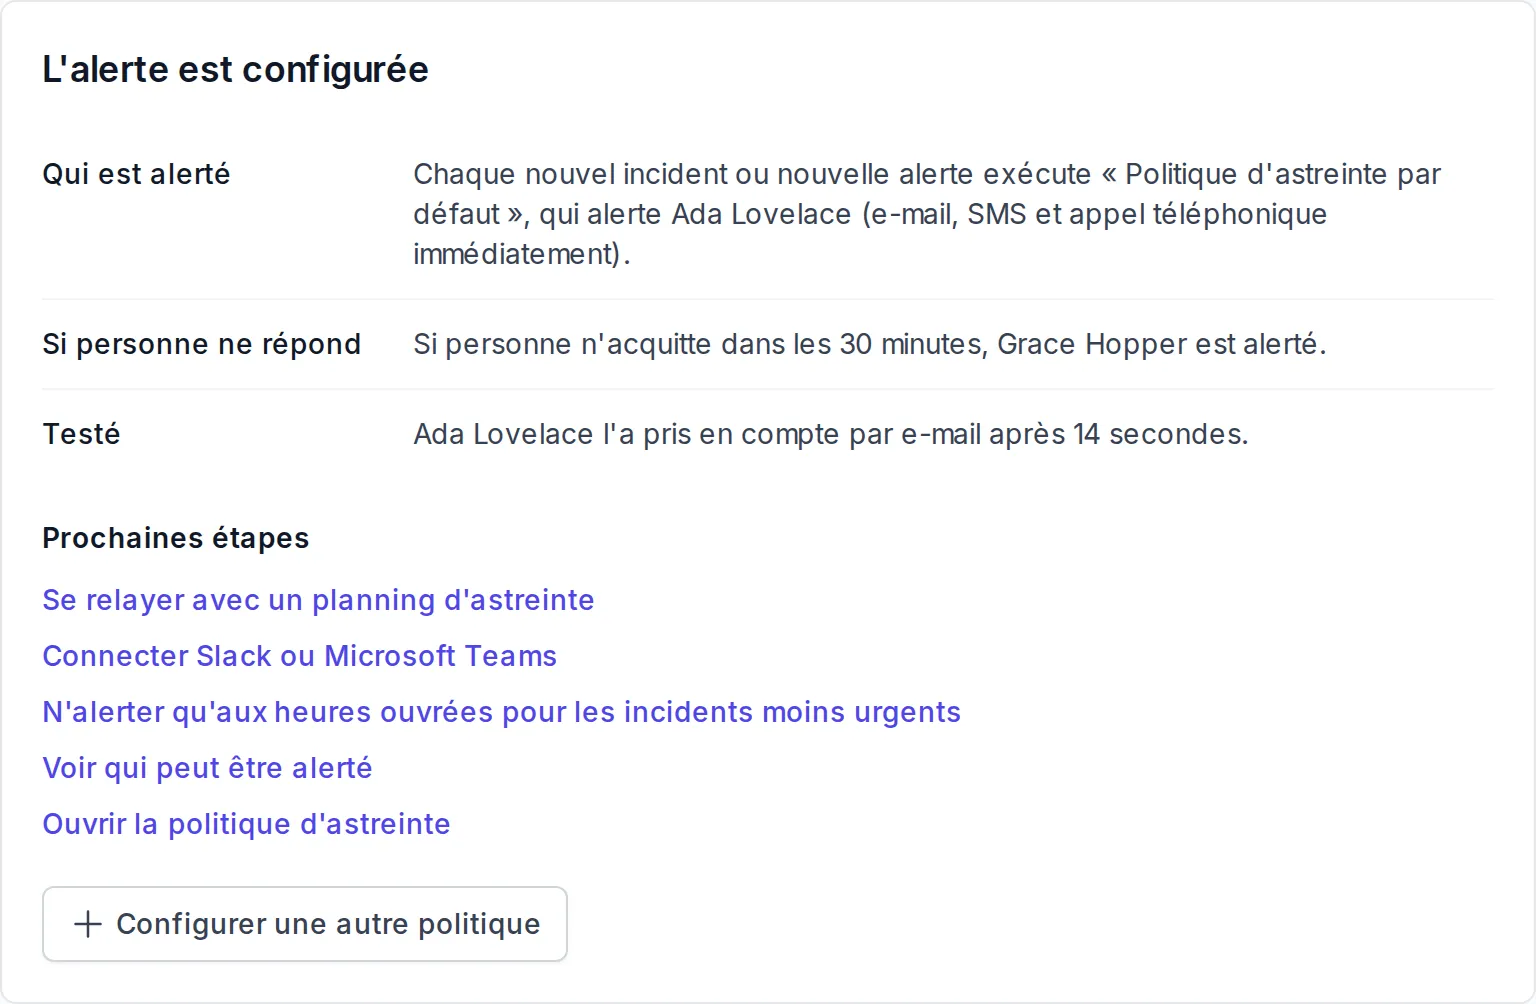 L'alerte est configurée
Qui est alerté
Chaque nouvel incident ou nouvelle alerte exécute « Politique d'astreinte par
défaut », qui alerte Ada Lovelace (e-mail, SMS et appel téléphonique
immédiatement).
Si personne ne répond
Si personne n'acquitte dans les 30 minutes, Grace Hopper est alerté.
Testé
Ada Lovelace l'a pris en compte par e-mail après 14 secondes.
Prochaines étapes
Se relayer avec un planning d'astreinte
Connecter Slack ou Microsoft Teams
N'alerter qu'aux heures ouvrées pour les incidents moins urgents
Voir qui peut être alerté
Ouvrir la politique d'astreinte
Configurer une autre politique